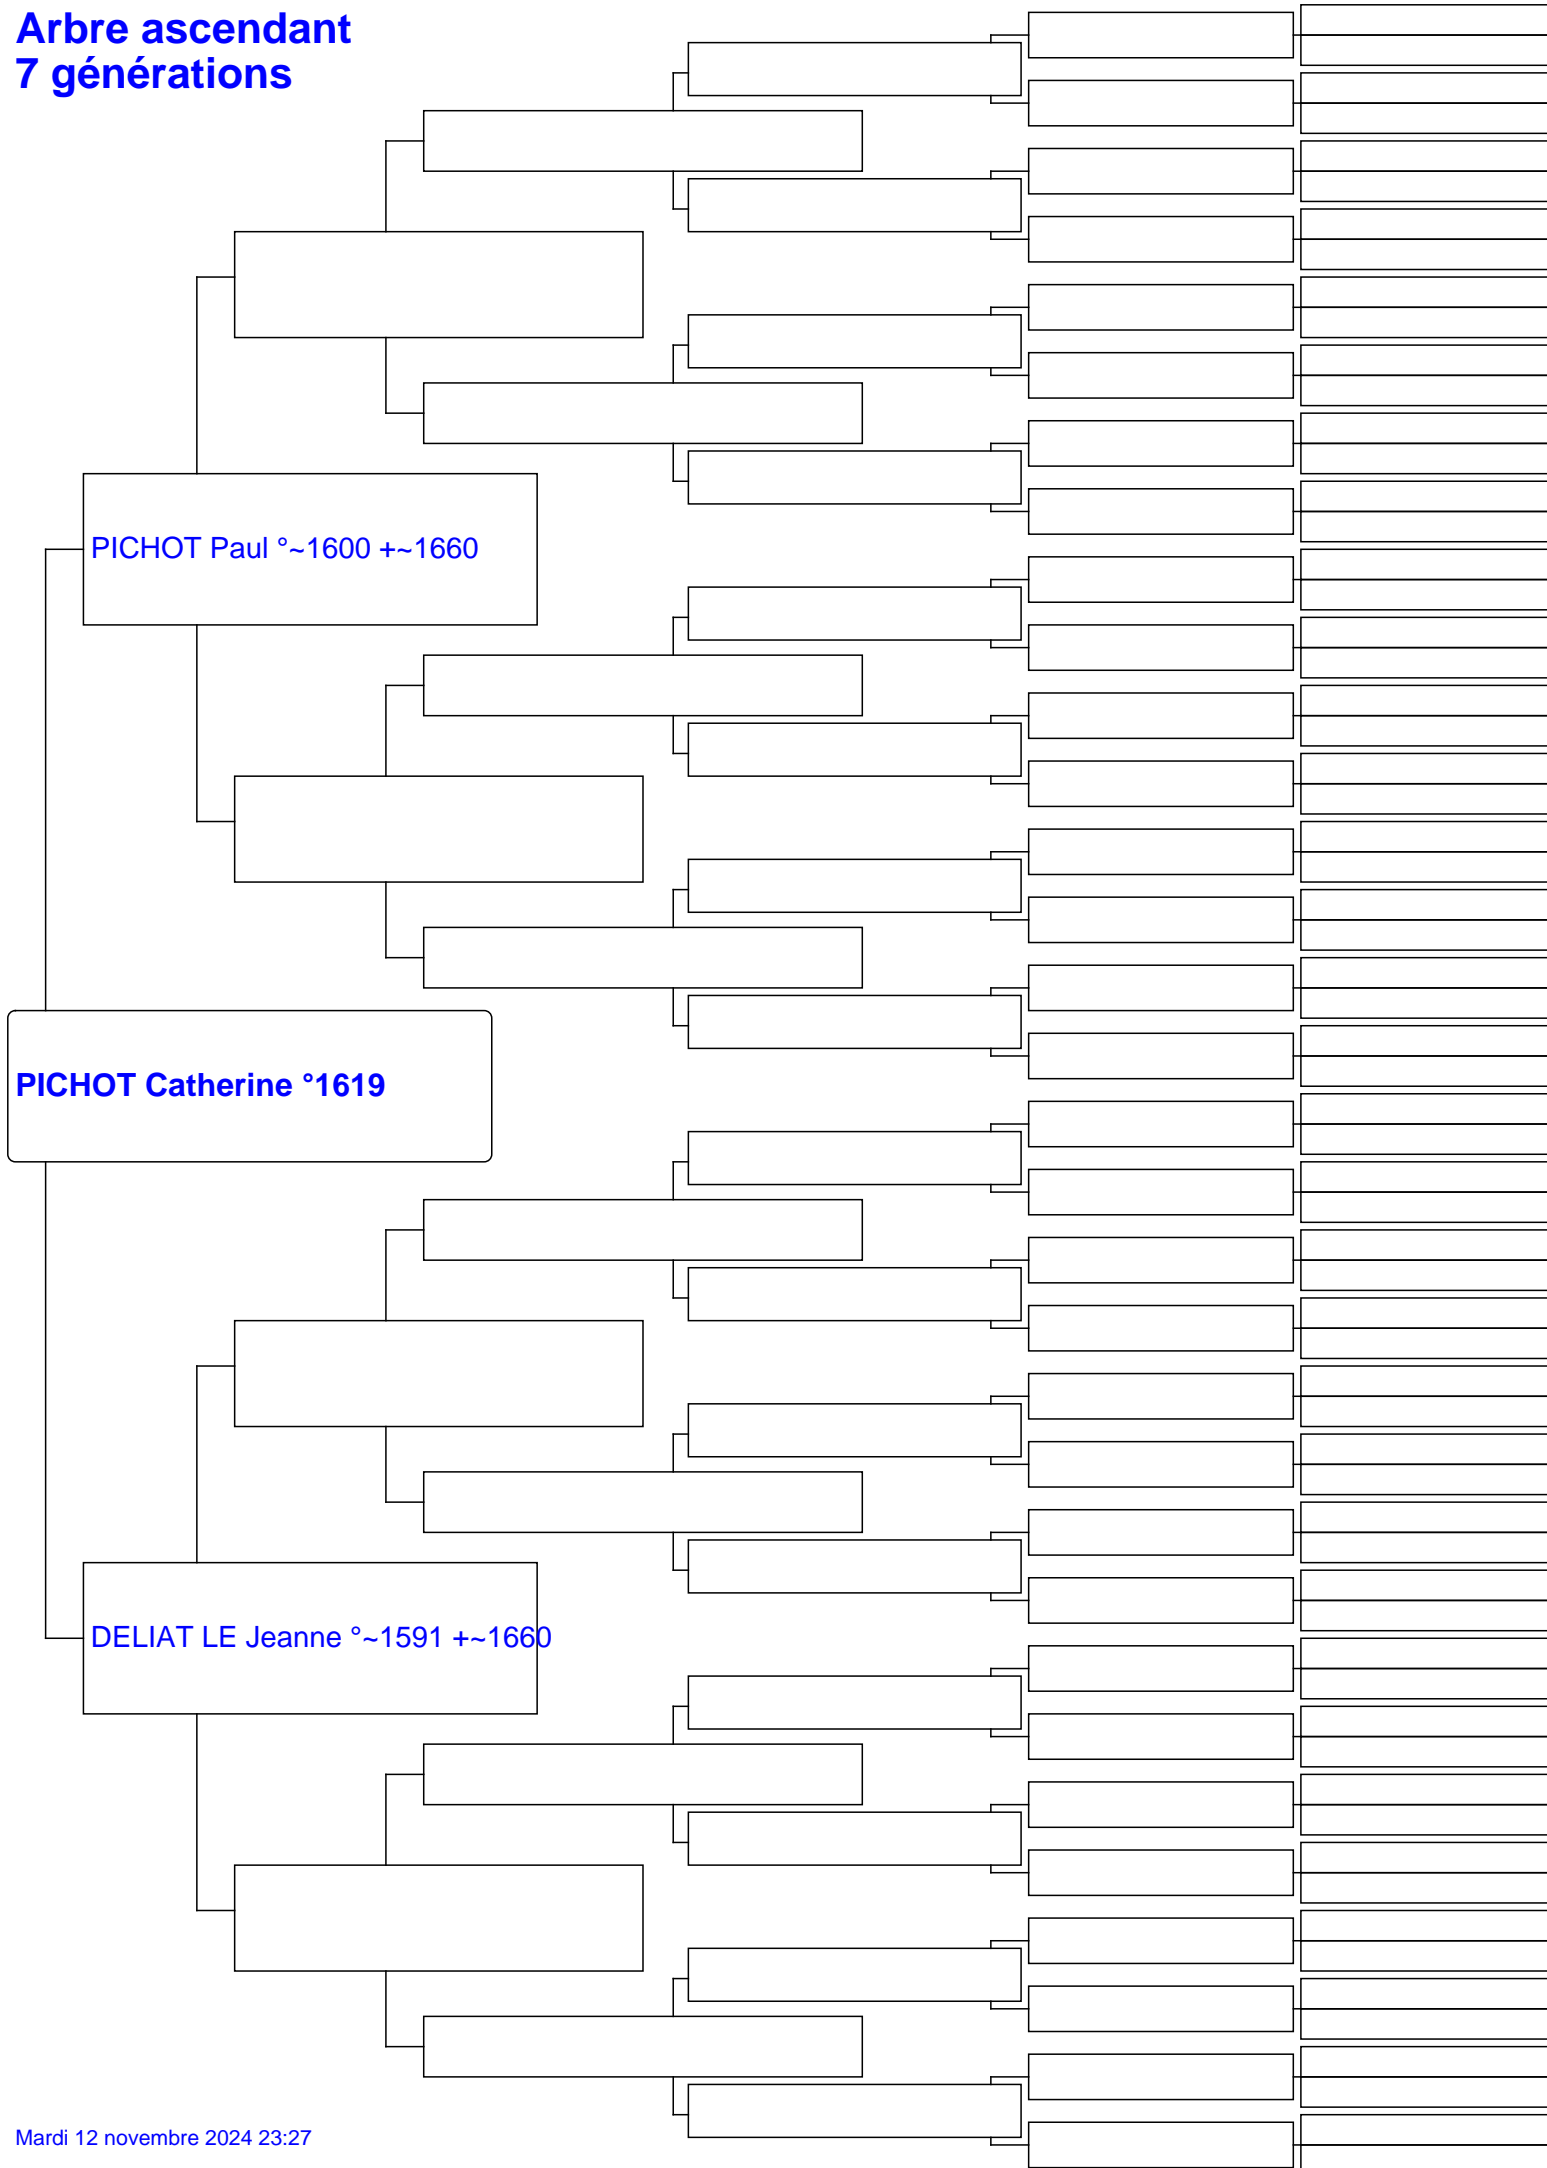 Arbre ascendant
7 générations
PICHOT Paul °~1600 +~1660
PICHOT Catherine °1619
DELIAT LE Jeanne °~1591 +~1660
Mardi 12 novembre 2024 23:27